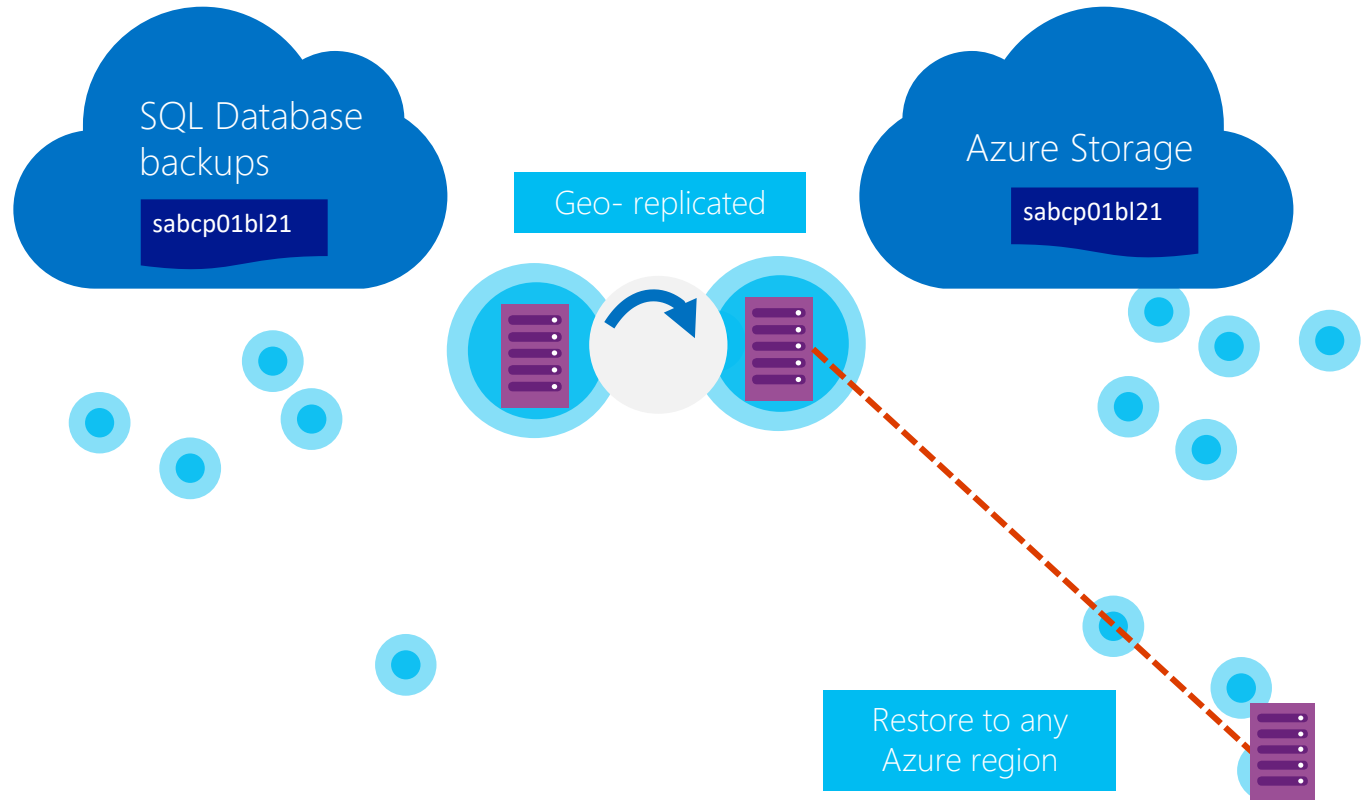 SQL Database
backups
sabcp01bl21
Geo- replicated
Azure Storage
sabcp01bl21
Restore to any
Azure region